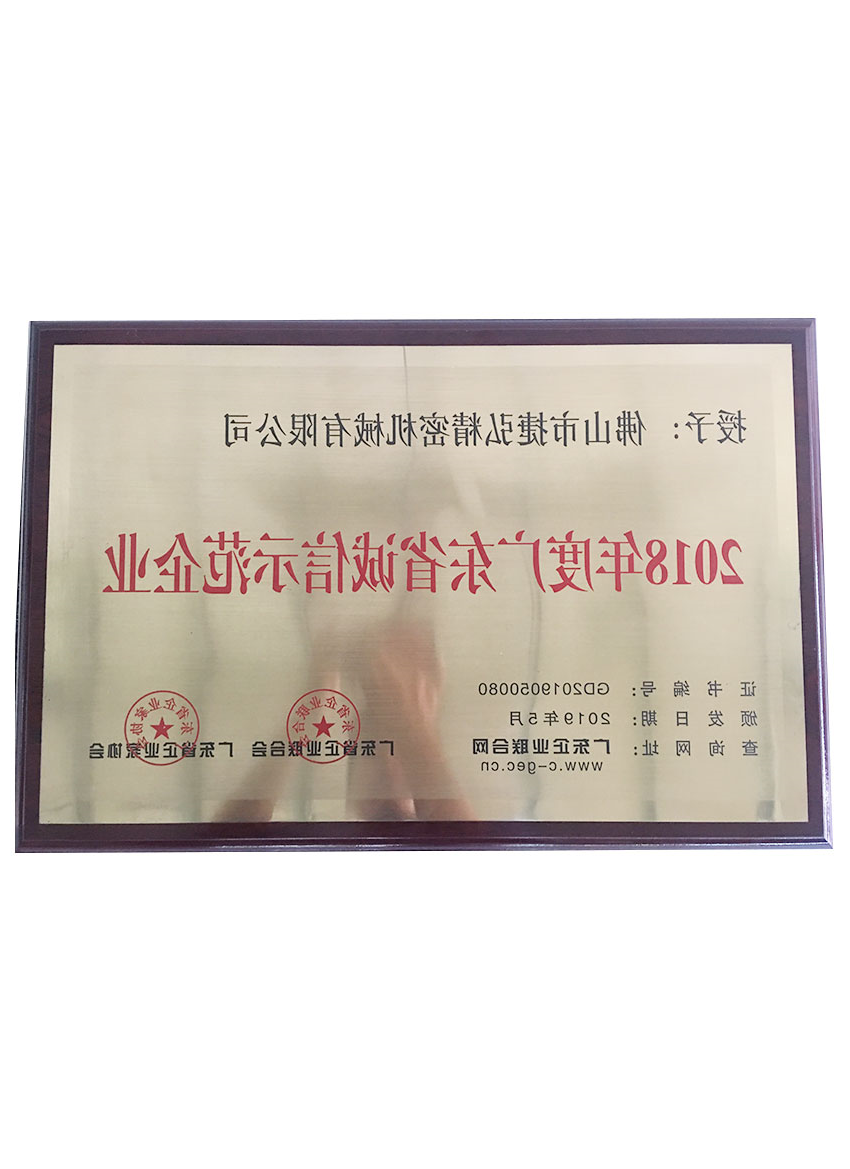 授予：佛山市捷弘精密机械有限公司
2018年度广东省诚信示范企业
证书编号：GD2019050080
颁发日期：2019年5月
查询网址：广东企业联合网
www.c-gec.cn
广东省企业联合会 广东省企业家协会